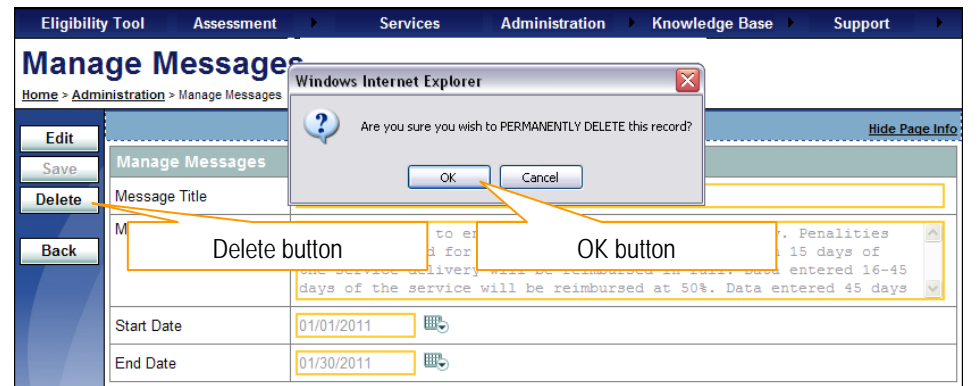 Eligibility Tool Assessment Services Administration Knowledge Base Support
Manage Messages
Home > Administration > Manage Messages
Windows Internet Explorer
Are you sure you wish to PERMANENTLY DELETE this record?
OK Cancel
Hide Page Info
Edit
Save
Delete
Back
Manage Messages
Message Title
M
Delete button
OK button
to en . Penalities
d for 15 days of
the service delivery will be reimbursed in full. Data entered 16-45
days of the service will be reimbursed at 50%. Data entered 45 days
Start Date 01/01/2011
End Date 01/30/2011